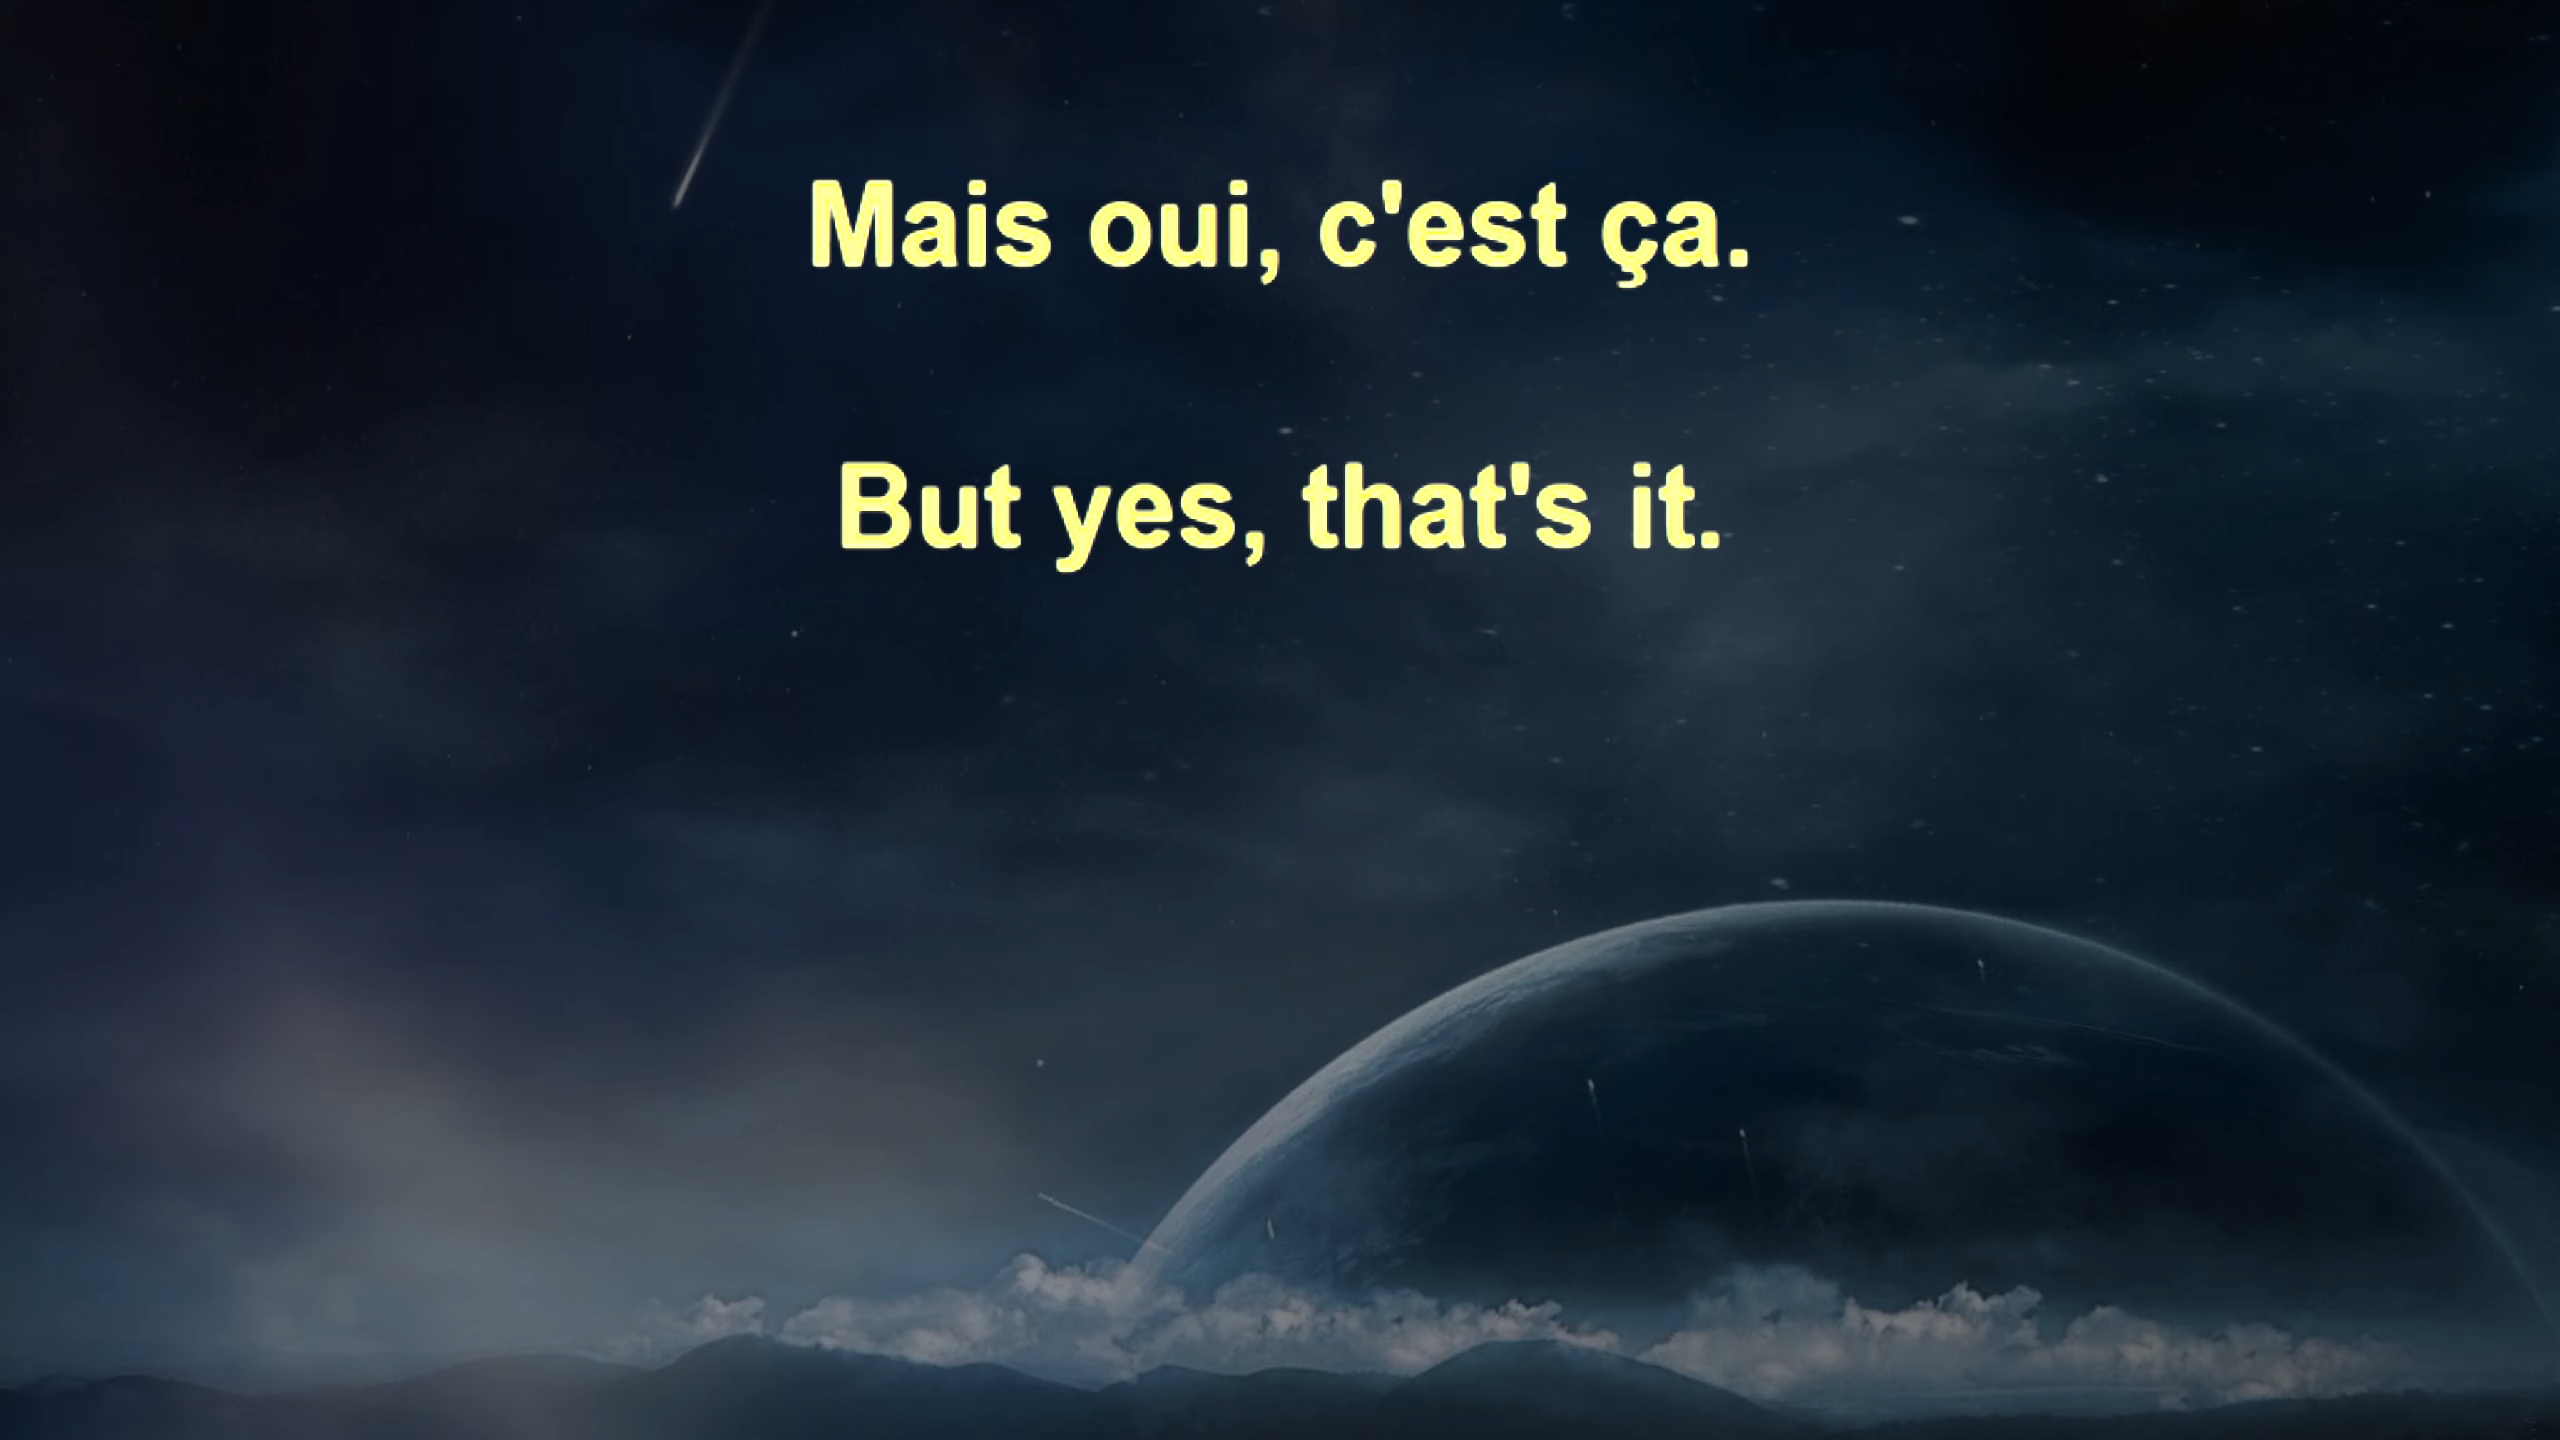 Mais oui, c'est ça.
But yes, that's it.